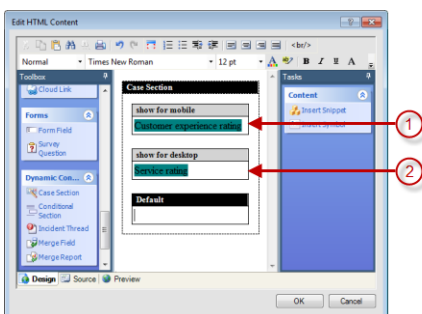 Edit HTML Content
<br/>
Normal Times New Roman 12 pt A B I U A
Toolbox
Cloud Link
Forms
Form Field
Survey
Question
Dynamic Con...
Case Section
Conditional
Section
Incident Thread
Merge Field
Merge Report
Case Section
show for mobile
Customer experience rating
show for desktop
Service rating
Default
Tasks
Content
Insert Snippet
Insert Symbol
1
2
Design Source Preview
OK Cancel